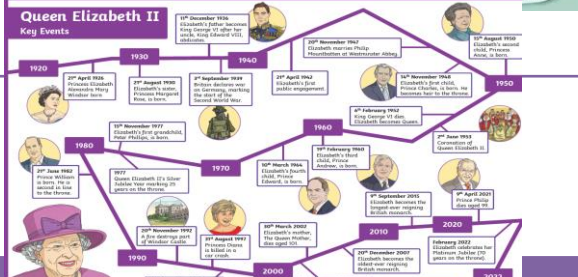 Queen Elizabeth II
Key Events
11th December 1936
Elizabeth's father becomes
King George VI after her
uncle, King Edward VIII,
abdicates.
20th November 1947
Elizabeth marries Philip
Mountbatten at Westminster Abbey.
15th August 1950
Elizabeth's second
child, Princess
Anne, is born.
1920
1930
1940
1950
21st April 1926
Princess Elizabeth
Alexandra Mary
Windsor born
21st August 1930
Elizabeth's sister,
Princess Margaret
Rose, is born.
3rd September 1939
Britain declares war
on Germany, marking
the start of the
Second World War.
21st April 1942
Elizabeth's first
public engagement.
14th November 1948
Elizabeth's first child,
Prince Charles, is born. He
becomes heir to the throne.
6th February 1952
King George VI dies.
Elizabeth becomes Queen.
2nd June 1953
Coronation of
Queen Elizabeth II.
15th November 1977
Elizabeth's first grandchild,
Peter Phillips, is born.
1980
1970
1960
21st June 1982
Prince William
is born. He is
second in line
to the throne.
1977
Queen Elizabeth II's Silver
Jubilee Year marking 25
years on the throne.
10th March 1964
Elizabeth's fourth
child, Prince
Edward, is born.
19th February 1960
Elizabeth's third
child, Prince
Andrew, is born.
9th September 2015
Elizabeth becomes the
longest ever reigning
British monarch.
9th April 2021
Prince Philip
dies aged 99.
20th November 1992
A fire destroys part
of Windsor Castle.
31st August 1997
Princess Diana
is killed in a
car crash.
30th March 2002
Elizabeth's mother,
The Queen Mother,
dies aged 101.
20th December 2007
Elizabeth becomes the
oldest ever reigning
British monarch.
February 2022
Elizabeth celebrates her
Platinum Jubilee (70
years on the throne).
1990
2000
2010
2020
2022